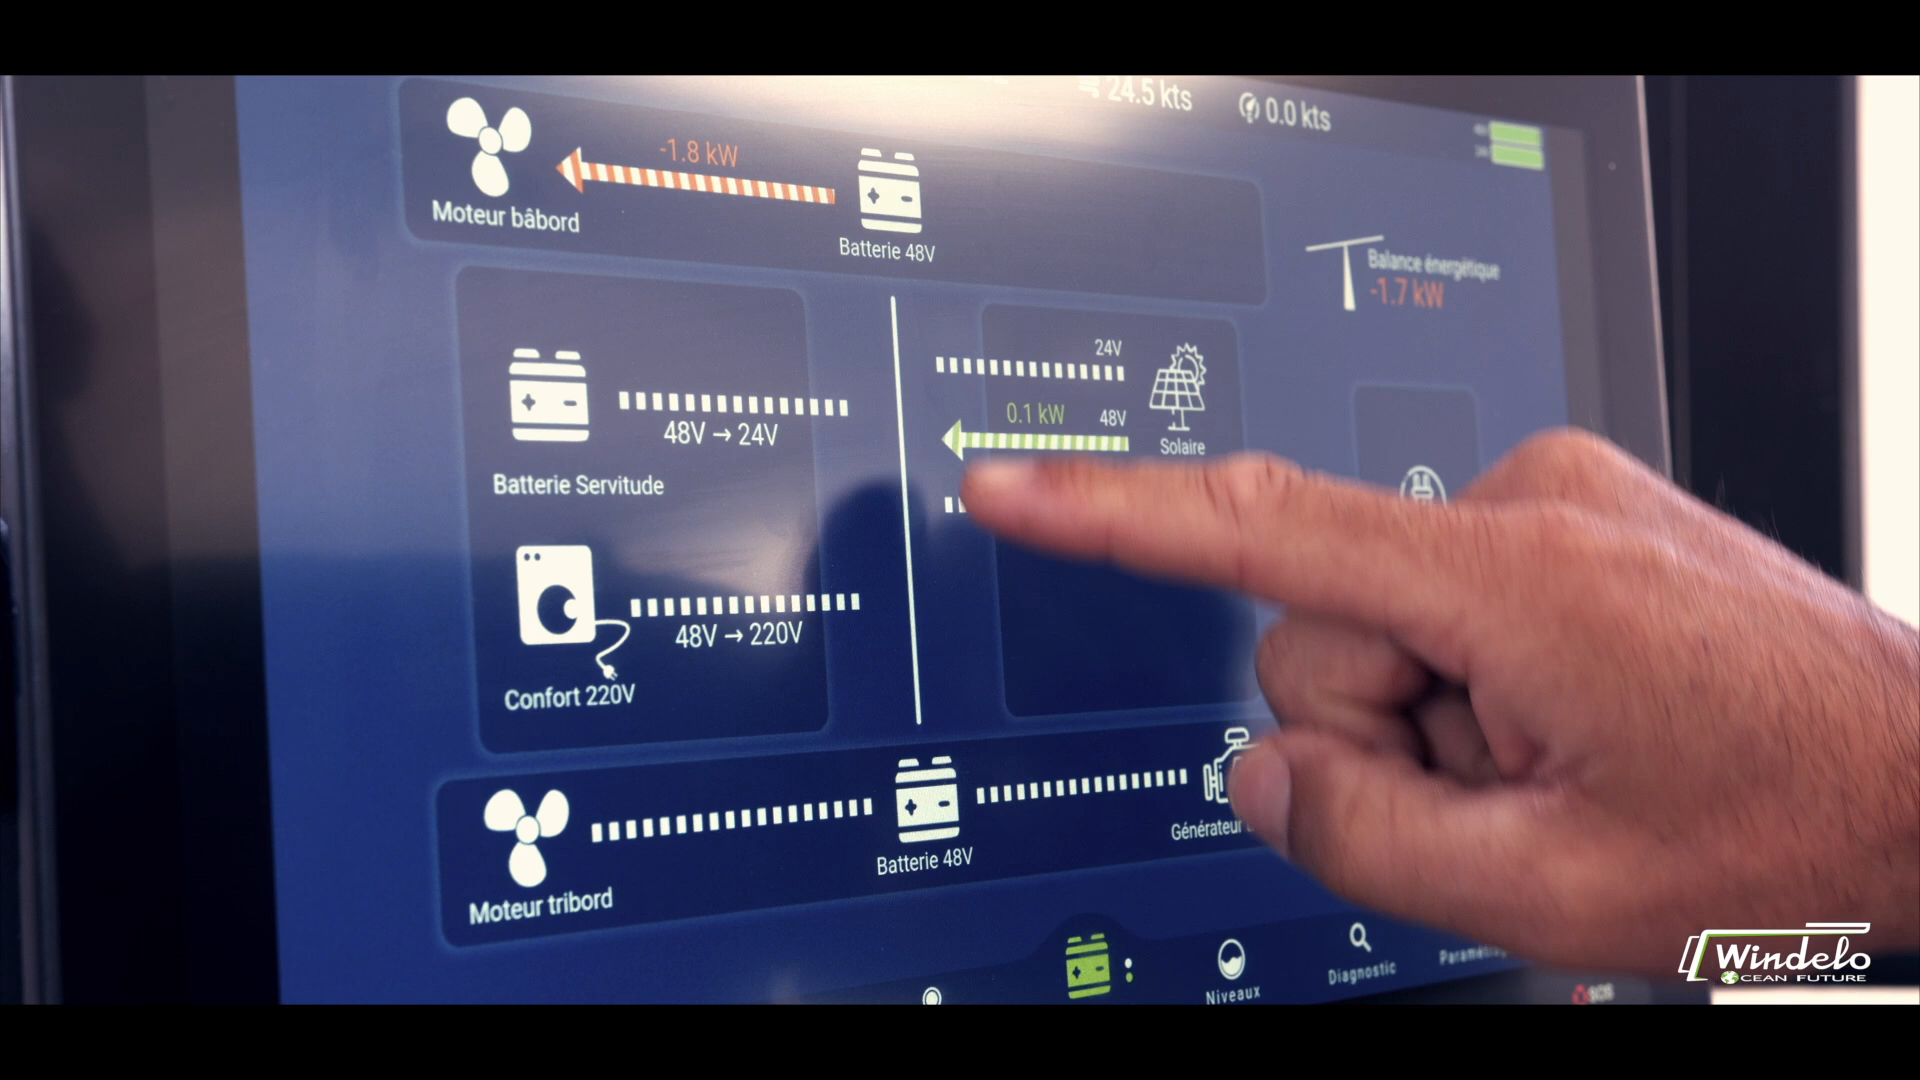 24.5 kts
0.0 kts
-1.8 kW
Moteur bâbord
Batterie 48V
Balance énergétique
-1.7 kW
24V
0.1 kW
48V
Solaire
48V → 24V
Batterie Servitude
48V → 220V
Confort 220V
Batterie 48V
Générateur
Moteur tribord
Niveaux
Diagnostic
Windelo
OCEAN FUTURE